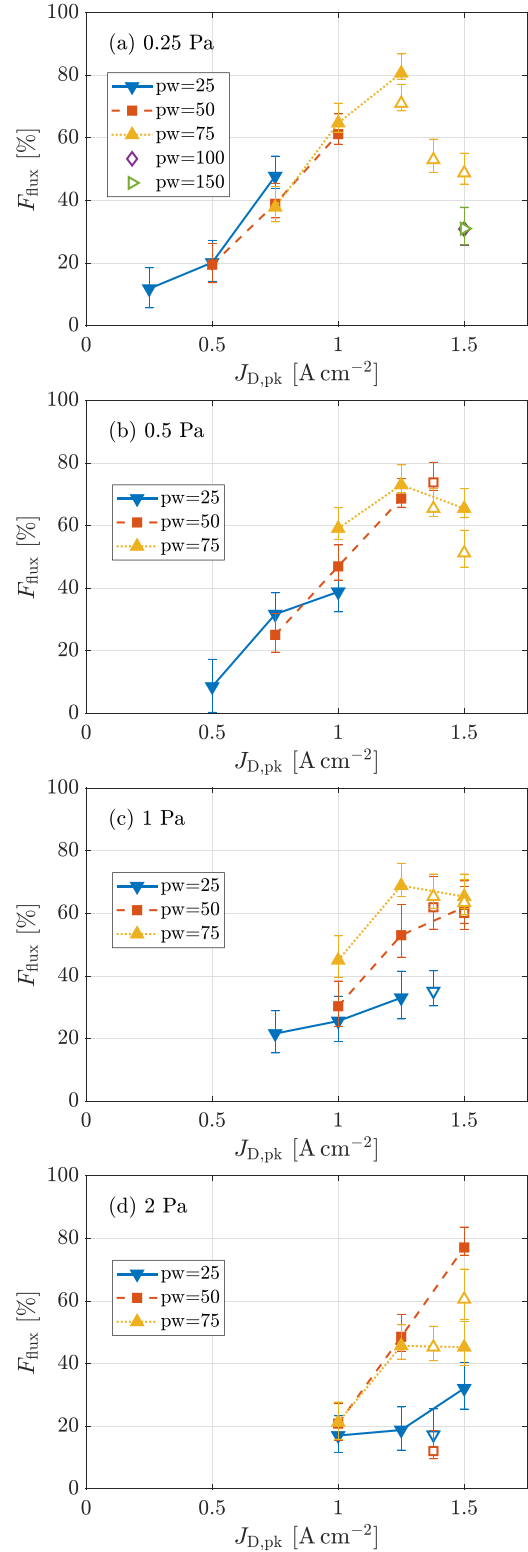 100
(a) 0.25 Pa
80
pw=25
pw=50
60
pw=75
pw=100
40
pw=150
20
0
F_flux [%]
0 0.5 1 1.5
J_D,pk [A cm⁻²]
100
(b) 0.5 Pa
80
pw=25
60
pw=50
pw=75
40
20
0
F_flux [%]
0 0.5 1 1.5
J_D,pk [A cm⁻²]
100
(c) 1 Pa
80
pw=25
60
pw=50
pw=75
40
20
0
F_flux [%]
0 0.5 1 1.5
J_D,pk [A cm⁻²]
100
(d) 2 Pa
80
pw=25
60
pw=50
pw=75
40
20
0
F_flux [%]
0 0.5 1 1.5
J_D,pk [A cm⁻²]